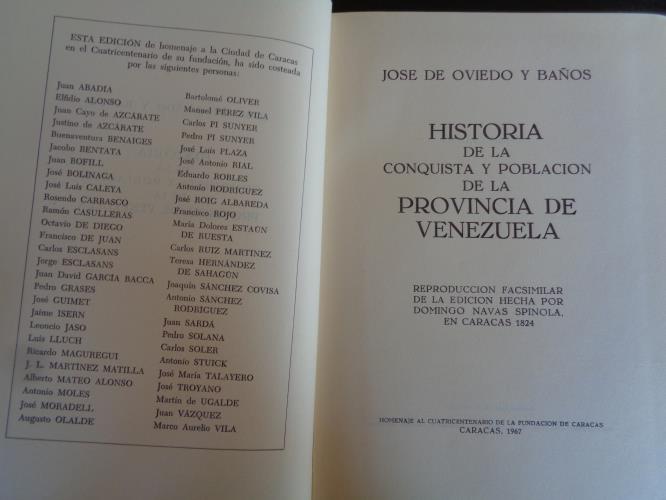 ESTA EDICIÓN de homenaje a la Ciudad de Caracas
en el Cuatricentenario de su fundación, ha sido costeada
por las siguientes personas:
Juan ABADÍA
Elfidio ALONSO
Juan Cayo de AZCÁRATE
Justino de AZCÁRATE
Buenaventura BENAIGES
Jacobo BENTATA
Juan BOFILL
José BOLINAGA
José Luis CALEYA
Rosendo CARRASCO
Ramón CASULLERAS
Octavio DE DIEGO
Francisco DE JUAN
Carlos ESCLASANS
Jorge ESCLASANS
Juan David GARCÍA BACCA
Pedro GRASES
José GUIMET
Jaime ISERN
Leoncio JASO
Luis LLUCH
Ricardo MAGUREGUI
J. L. MARTINEZ MATILLA
Alberto MATEO ALONSO
Antonio MOLES
José MORADELL
Augusto OLALDE
Bartolomé OLIVER
Manuel PÉREZ VILA
Carlos PI SUNYER
Pedro PI SUNYER
José Luis PLAZA
José Antonio RIAL
Eduardo ROBLES
Antonio RODRÍGUEZ
José ROIG ALBAREDA
Francisco ROJO
María Dolores ESTAÚN
DE RUESTA
Carlos RUIZ MARTÍNEZ
Teresa HERNÁNDEZ
DE SAHAGÚN
Joaquín SÁNCHEZ COVISA
Antonio SÁNCHEZ
RODRÍGUEZ
Juan SARDÁ
Pedro SOLANA
Carlos SOLER
Antonio STUICK
José María TALAYERO
José TROYANO
Martín de UGALDE
Juan VÁZQUEZ
Marco Aurelio VILA
JOSE DE OVIEDO Y BAÑOS
HISTORIA
DE LA
CONQUISTA Y POBLACION
DE LA
PROVINCIA DE
VENEZUELA
REPRODUCCION FACSIMILAR
DE LA EDICION HECHA POR
DOMINGO NAVAS SPINOLA,
EN CARACAS 1824
HOMENAJE AL CUATRICENTENARIO DE LA FUNDACION DE CARACAS
CARACAS, 1967